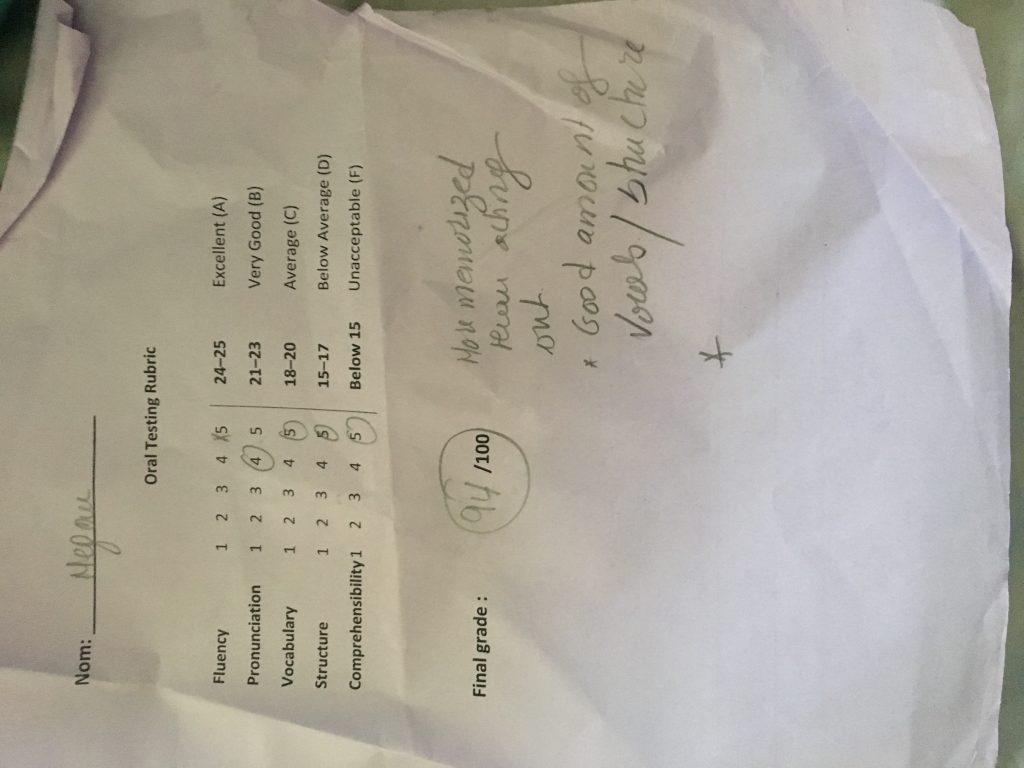 Nom: Megan
Oral Testing Rubric
Fluency 1 2 3 4 5 24–25 Excellent (A)
Pronunciation 1 2 3 4 5 21–23 Very Good (B)
Vocabulary 1 2 3 4 5 18–20 Average (C)
Structure 1 2 3 4 5 15–17 Below Average (D)
Comprehensibility 1 2 3 4 5 Below 15 Unacceptable (F)
Final grade : 94 /100
More memorized
than acting
out
* Good amount of
vocab/structure
*